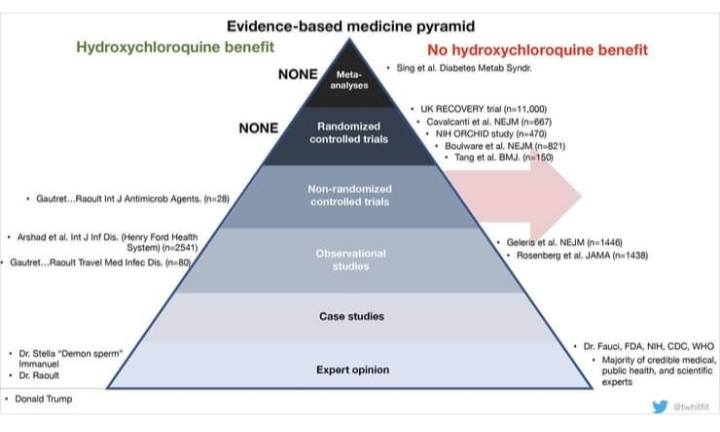 Evidence-based medicine pyramid
Hydroxychloroquine benefit
No hydroxychloroquine benefit
NONE
Meta-
analyses
• Sing et al. Diabetes Metab Syndr.
NONE
Randomized
controlled trials
• UK RECOVERY trial (n=11,000)
• Cavalcanti et al. NEJM (n=667)
• NIH ORCHID study (n=470)
• Boulware et al. NEJM (n=821)
• Tang et al. BMJ. (n=150)
• Gautret...Raoult Int J Antimicrob Agents. (n=28)
Non-randomized
controlled trials
• Arshad et al. Int J Inf Dis. (Henry Ford Health
System) (n=2541)
• Gautret...Raoult Travel Med Infec Dis. (n=80)
Observational
studies
• Geleris et al. NEJM (n=1446)
• Rosenberg et al. JAMA (n=1438)
Case studies
• Dr. Stella "Demon sperm"
Immanuel
• Dr. Raoult
Expert opinion
• Dr. Fauci, FDA, NIH, CDC, WHO
• Majority of credible medical,
public health, and scientific
experts
• Donald Trump
@twhitfill